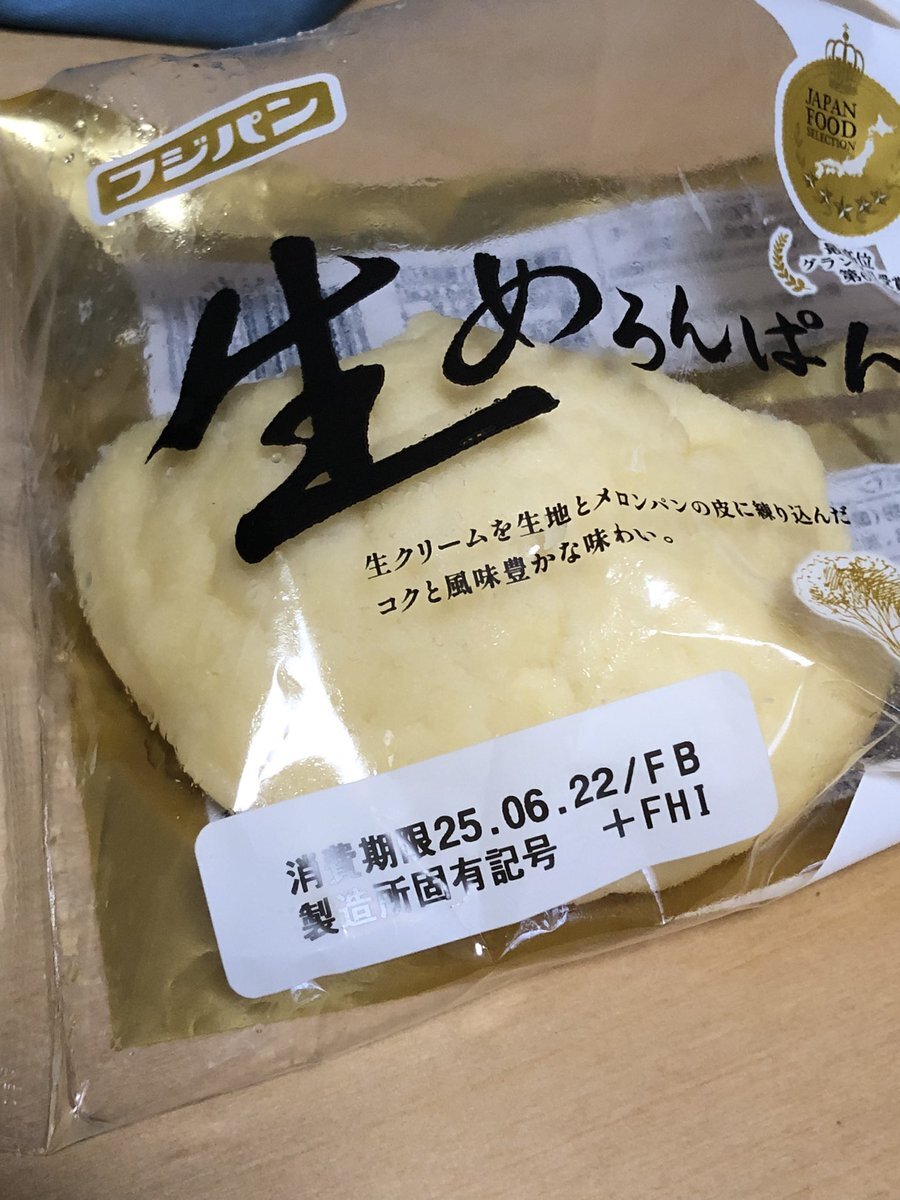 フジパン
JAPAN
FOOD
SELECTION
グラン
生めろんぱん
生クリームを生地とメロンパンの皮に練り込んだ
コクと風味豊かな味わい。
消費期限25.06.22/FB
製造所固有記号 +FHI